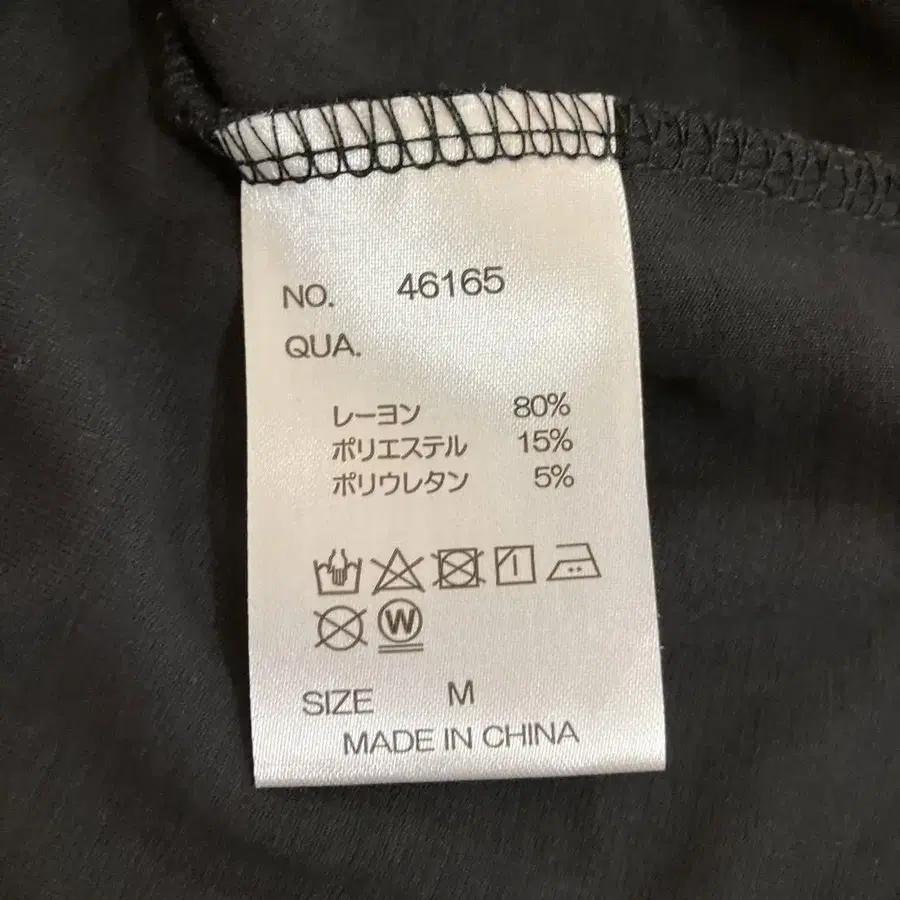 NO. 46165
QUA.
レーヨン 80%
ポリエステル 15%
ポリウレタン 5%
W
SIZE M
MADE IN CHINA